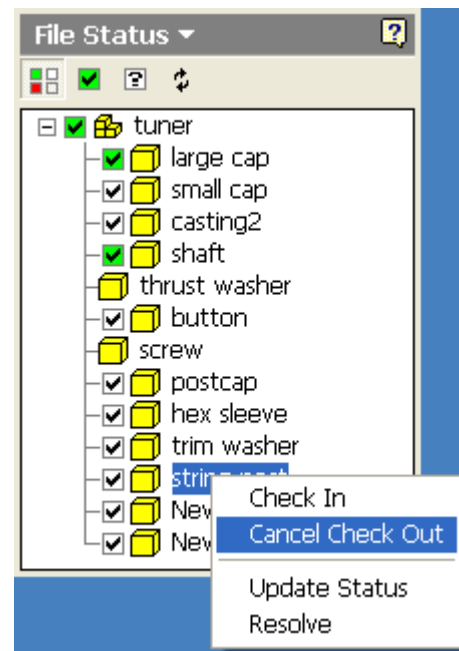 File Status
tuner
large cap
small cap
casting2
shaft
thrust washer
button
screw
postcap
hex sleeve
trim washer
Check In
Cancel Check Out
Update Status
Resolve